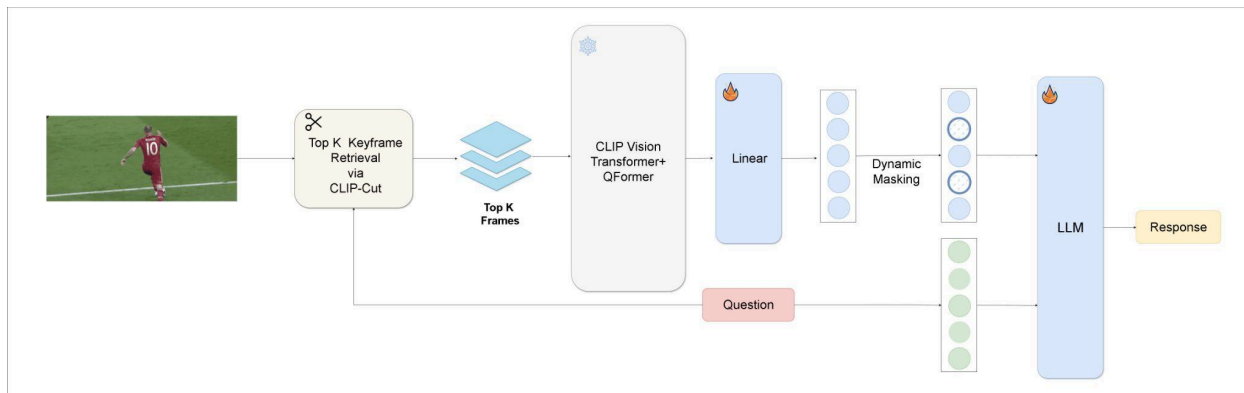 10
Top K Keyframe
Retrieval
via
CLIP-Cut
Top K
Frames
CLIP Vision
Transformer+
QFormer
Linear
Dynamic
Masking
LLM
Response
Question